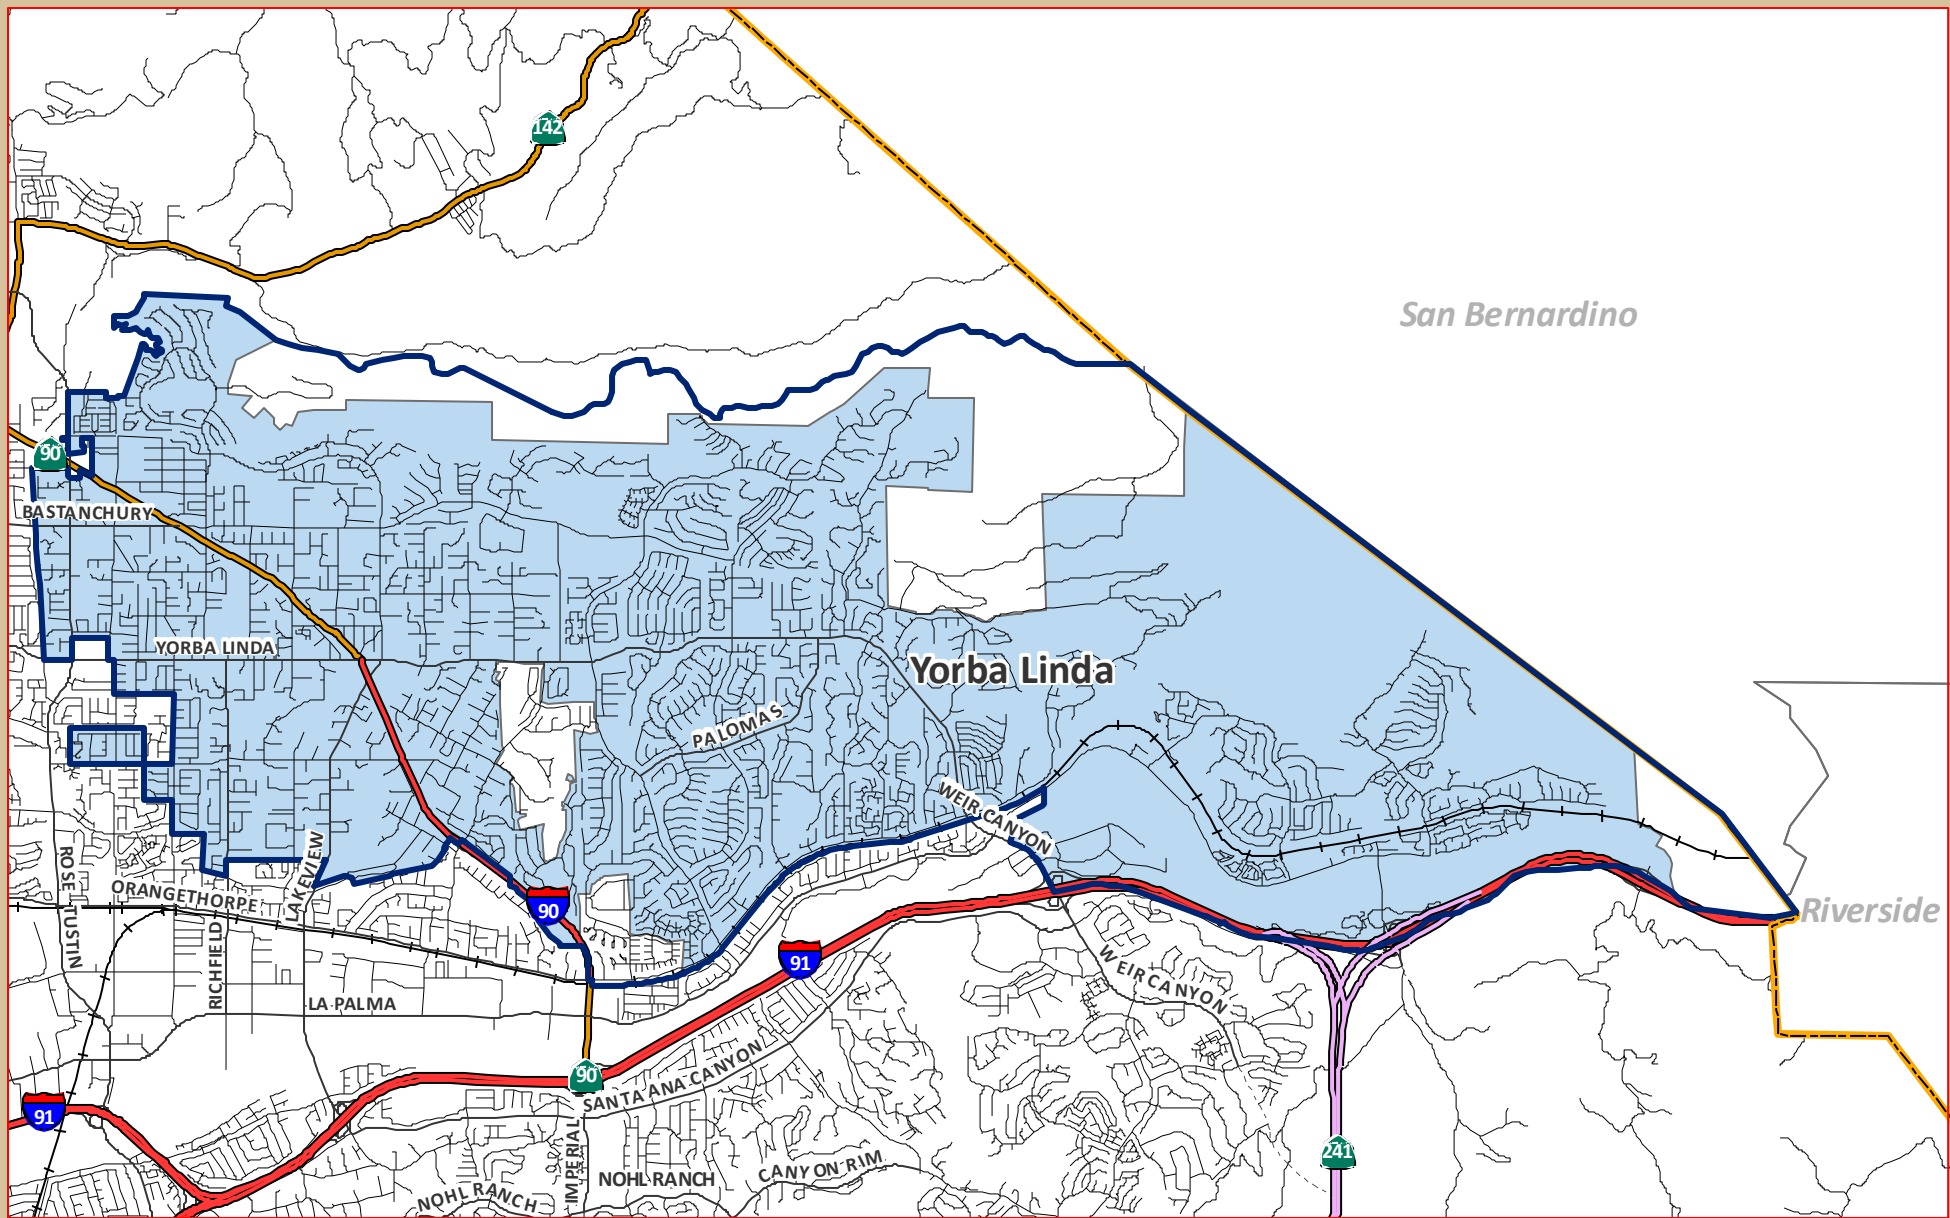 142
San Bernardino
90
BASTANCHURY
YORBA LINDA
Yorba Linda
PALOMAS
WEIR CANYON
LAKEVIEW
ROSE
TUSTIN
ORANGETHORPE
90
Riverside
RICHFIELD
91
WEIR CANYON
LA PALMA
90
SANTA ANA CANYON
91
IMPERIAL
241
NOHL RANCH
CANYON RIM
NOHL RANCH